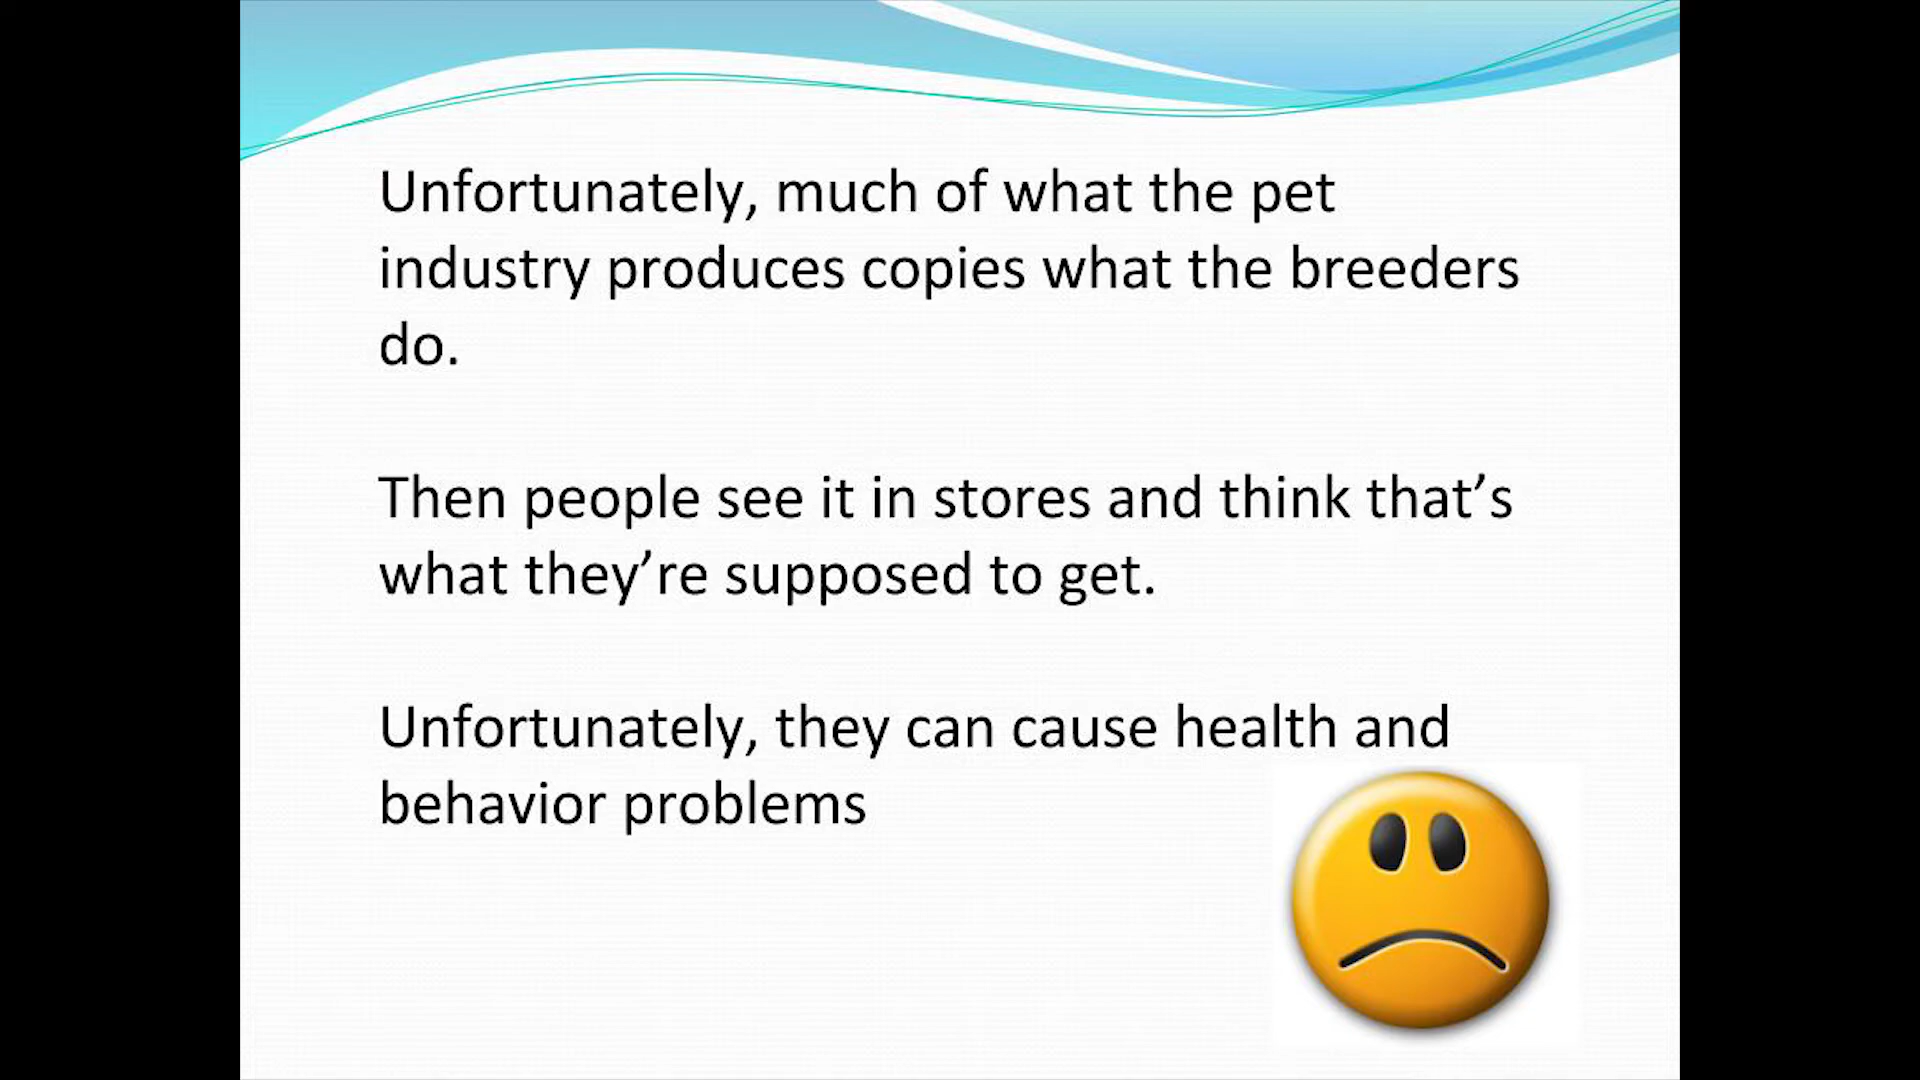 Unfortunately, much of what the pet
industry produces copies what the breeders
do.
Then people see it in stores and think that’s
what they’re supposed to get.
Unfortunately, they can cause health and
behavior problems